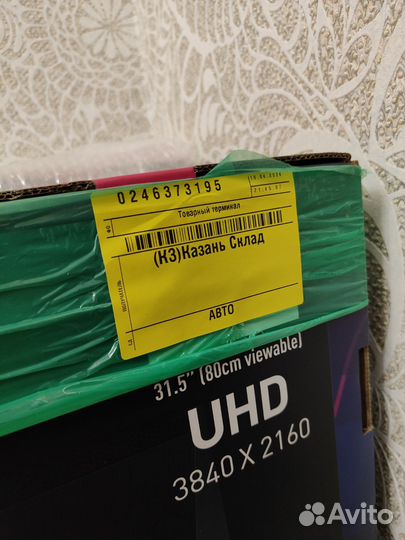 0246373195
Товарный терминал
(КЗ)Казань Склад
АВТО
31.5" (80cm viewable)
UHD
3840 X 2160
Avito